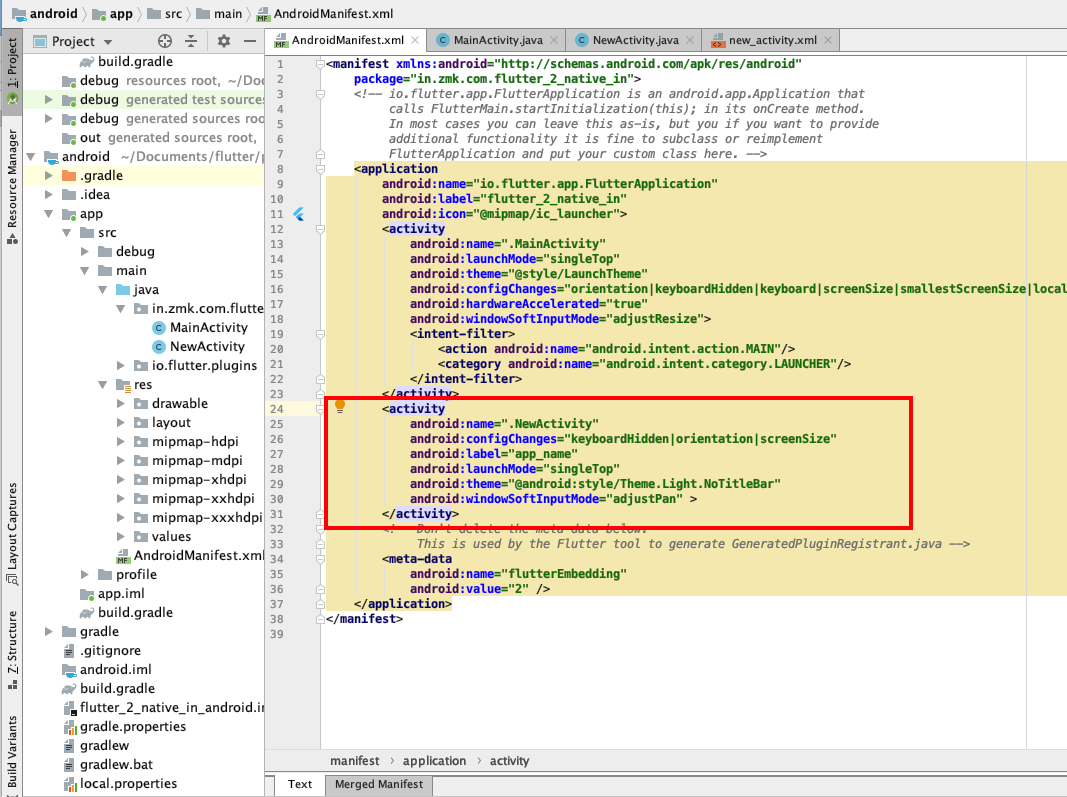 android app src main AndroidManifest.xml
Project
AndroidManifest.xml MainActivity.java NewActivity.java new_activity.xml
1: Project
Resource Manager
Layout Captures
Z: Structure
Build Variants
build.gradle
debug resources root, ~/Doc
debug generated test sources
debug generated sources roo
out generated sources root,
android ~/Documents/flutter/p
.gradle
.idea
app
src
debug
main
java
in.zmk.com.flutte
MainActivity
NewActivity
io.flutter.plugins
res
drawable
layout
mipmap-hdpi
mipmap-mdpi
mipmap-xhdpi
mipmap-xxhdpi
mipmap-xxxhdpi
values
AndroidManifest.xml
profile
app.iml
build.gradle
gradle
.gitignore
android.iml
build.gradle
flutter_2_native_in_android.in
gradle.properties
gradlew
gradlew.bat
local.properties
1 <manifest xmlns:android="http://schemas.android.com/apk/res/android"
2 package="in.zmk.com.flutter_2_native_in">
3 <!-- io.flutter.app.FlutterApplication is an android.app.Application that
4 calls FlutterMain.startInitialization(this); in its onCreate method.
5 In most cases you can leave this as-is, but you if you want to provide
6 additional functionality it is fine to subclass or reimplement
7 FlutterApplication and put your custom class here. -->
8 <application
9 android:name="io.flutter.app.FlutterApplication"
10 android:label="flutter_2_native_in"
11 android:icon="@mipmap/ic_launcher">
12 <activity
13 android:name=".MainActivity"
14 android:launchMode="singleTop"
15 android:theme="@style/LaunchTheme"
16 android:configChanges="orientation|keyboardHidden|keyboard|screenSize|smallestScreenSize|local
17 android:hardwareAccelerated="true"
18 android:windowSoftInputMode="adjustResize">
19 <intent-filter>
20 <action android:name="android.intent.action.MAIN"/>
21 <category android:name="android.intent.category.LAUNCHER"/>
22 </intent-filter>
23 </activity>
24 <activity
25 android:name=".NewActivity"
26 android:configChanges="keyboardHidden|orientation|screenSize"
27 android:label="app_name"
28 android:launchMode="singleTop"
29 android:theme="@android:style/Theme.Light.NoTitleBar"
30 android:windowSoftInputMode="adjustPan" >
31 </activity>
32 <!-- Don't delete the meta-data below.
33 This is used by the Flutter tool to generate GeneratedPluginRegistrant.java -->
34 <meta-data
35 android:name="flutterEmbedding"
36 android:value="2" />
37 </application>
38 </manifest>
39
manifest › application › activity
Text Merged Manifest